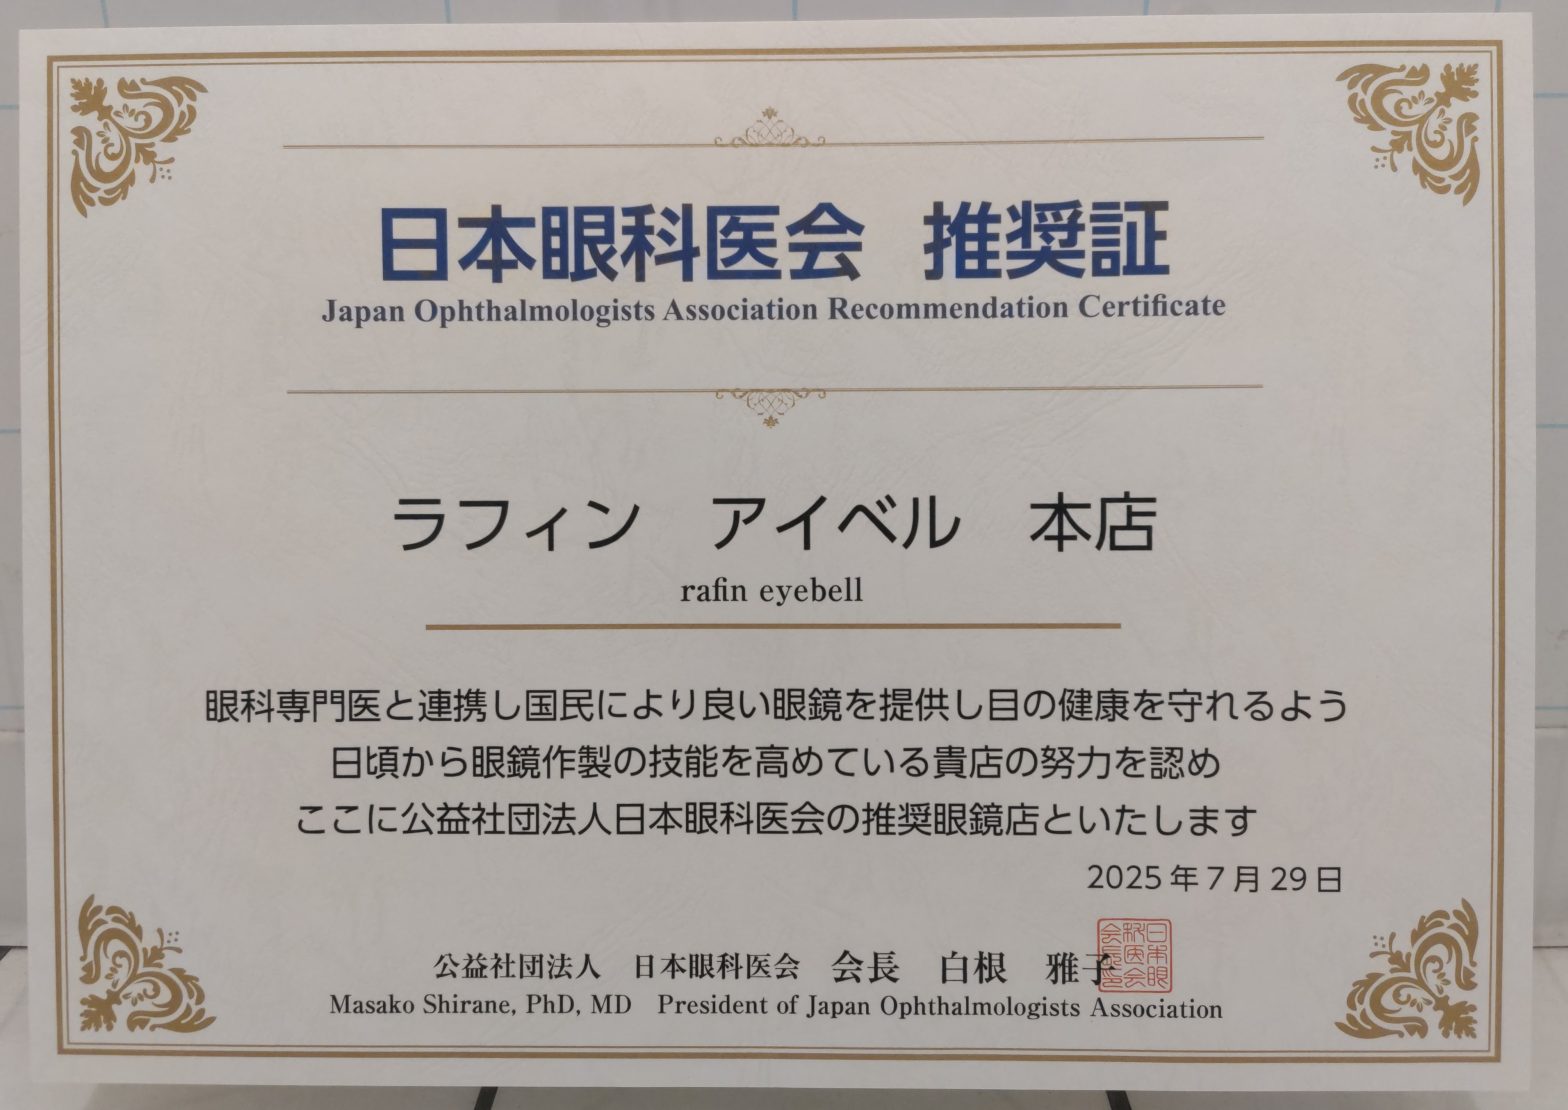 日本眼科医会 推奨証
Japan Ophthalmologists Association Recommendation Certificate
ラフィン アイベル 本店
rafin eyebell
眼科専門医と連携し国民により良い眼鏡を提供し目の健康を守れるよう
日頃から眼鏡作製の技能を高めている貴店の努力を認め
ここに公益社団法人日本眼科医会の推奨眼鏡店といたします
2025年7月29日
公益社団法人 日本眼科医会 会長 白根 雅子
Masako Shirane, PhD, MD President of Japan Ophthalmologists Association